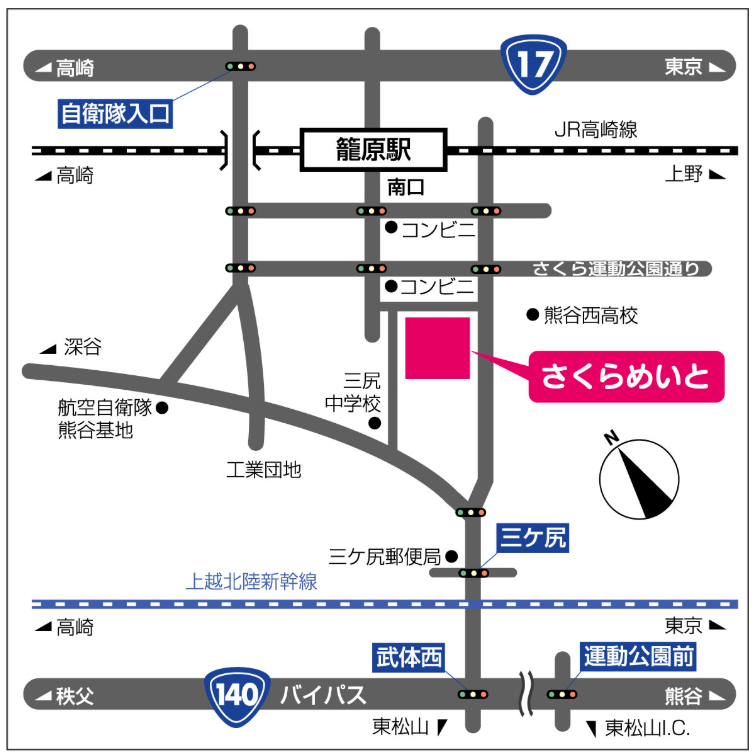 高崎
17
東京
自衛隊入口
JR高崎線
籠原駅
高崎
上野
南口
コンビニ
さくら運動公園通り
コンビニ
熊谷西高校
深谷
さくらめいと
三尻
中学校
航空自衛隊
熊谷基地
N
工業団地
三ケ尻
三ケ尻郵便局
上越北陸新幹線
高崎
東京
武体西
運動公園前
秩父
140
バイパス
熊谷
東松山
東松山I.C.